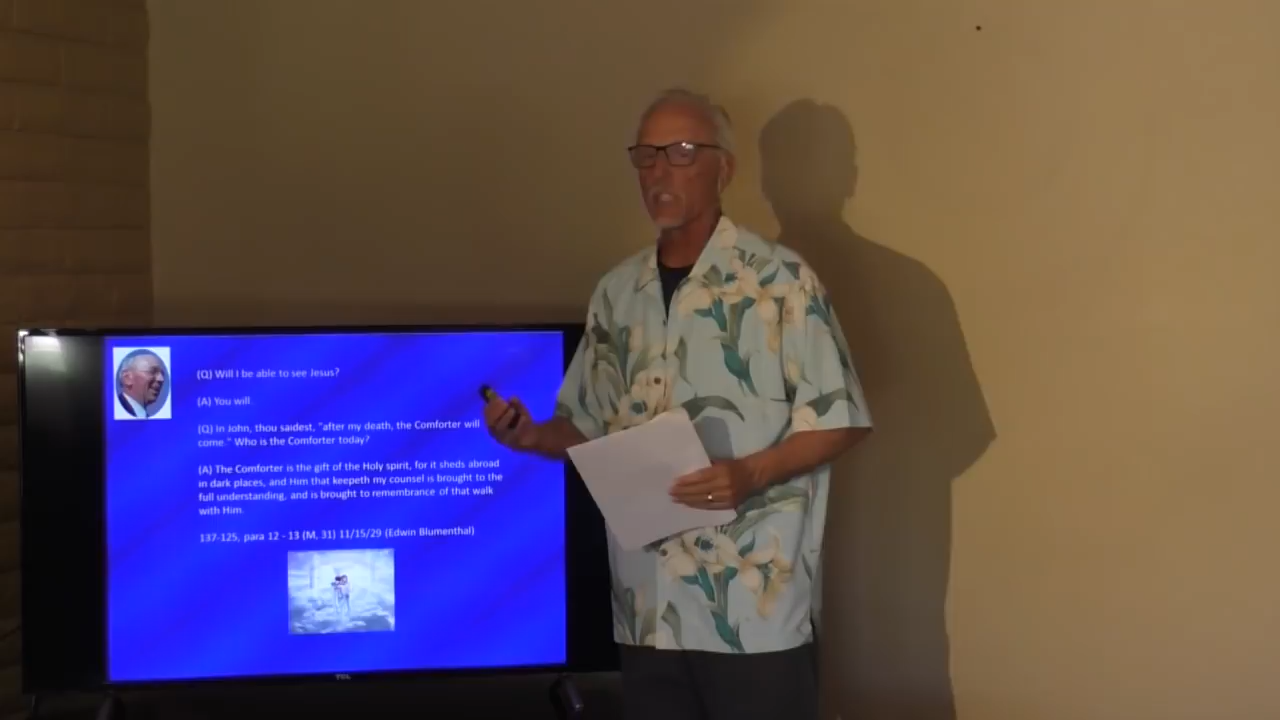 (Q) Will I be able to see Jesus?
(A) You will.
(Q) In John, thou saidest, "after my death, the Comforter will
come." Who is the Comforter today?
(A) The Comforter is the gift of the Holy spirit, for it sheds abroad
in dark places, and Him that keepeth my counsel is brought to the
full understanding, and is brought to remembrance of that walk
with Him.
137-125, para 12 - 13 (M, 31) 11/15/29 (Edwin Blumenthal)
TCL